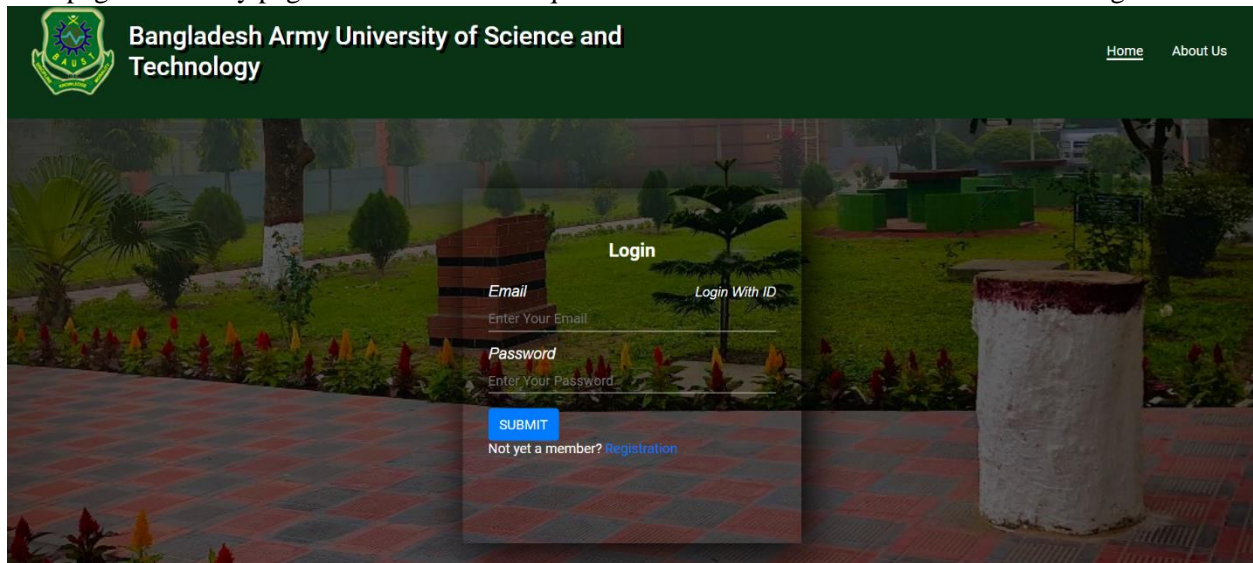 BAUST
Bangladesh Army University of Science and
Technology
Home About Us
Login
Email Login With ID
Enter Your Email
Password
Enter Your Password
SUBMIT
Not yet a member? Registration